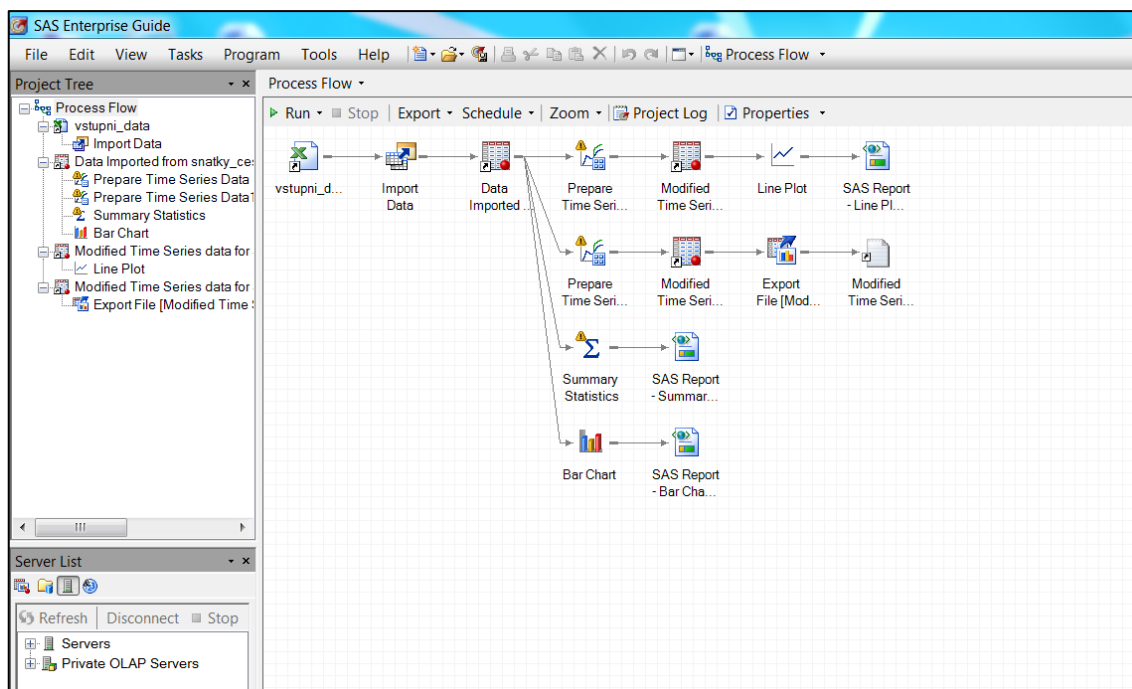 SAS Enterprise Guide
File Edit View Tasks Program Tools Help Process Flow
Project Tree
Process Flow
vstupni_data
Import Data
Data Imported from snatky_ce
Prepare Time Series Data
Prepare Time Series Data1
Summary Statistics
Bar Chart
Modified Time Series data for
Line Plot
Modified Time Series data for
Export File [Modified Time
Server List
Refresh Disconnect Stop
Servers
Private OLAP Servers
Process Flow
Run Stop Export Schedule Zoom Project Log Properties
vstupni_d...
Import
Data
Data
Imported ...
Prepare
Time Seri...
Modified
Time Seri...
Line Plot
SAS Report
- Line Pl...
Prepare
Time Seri...
Modified
Time Seri...
Export
File [Mod...
Modified
Time Seri...
Summary
Statistics
SAS Report
- Summar...
Bar Chart
SAS Report
- Bar Cha...